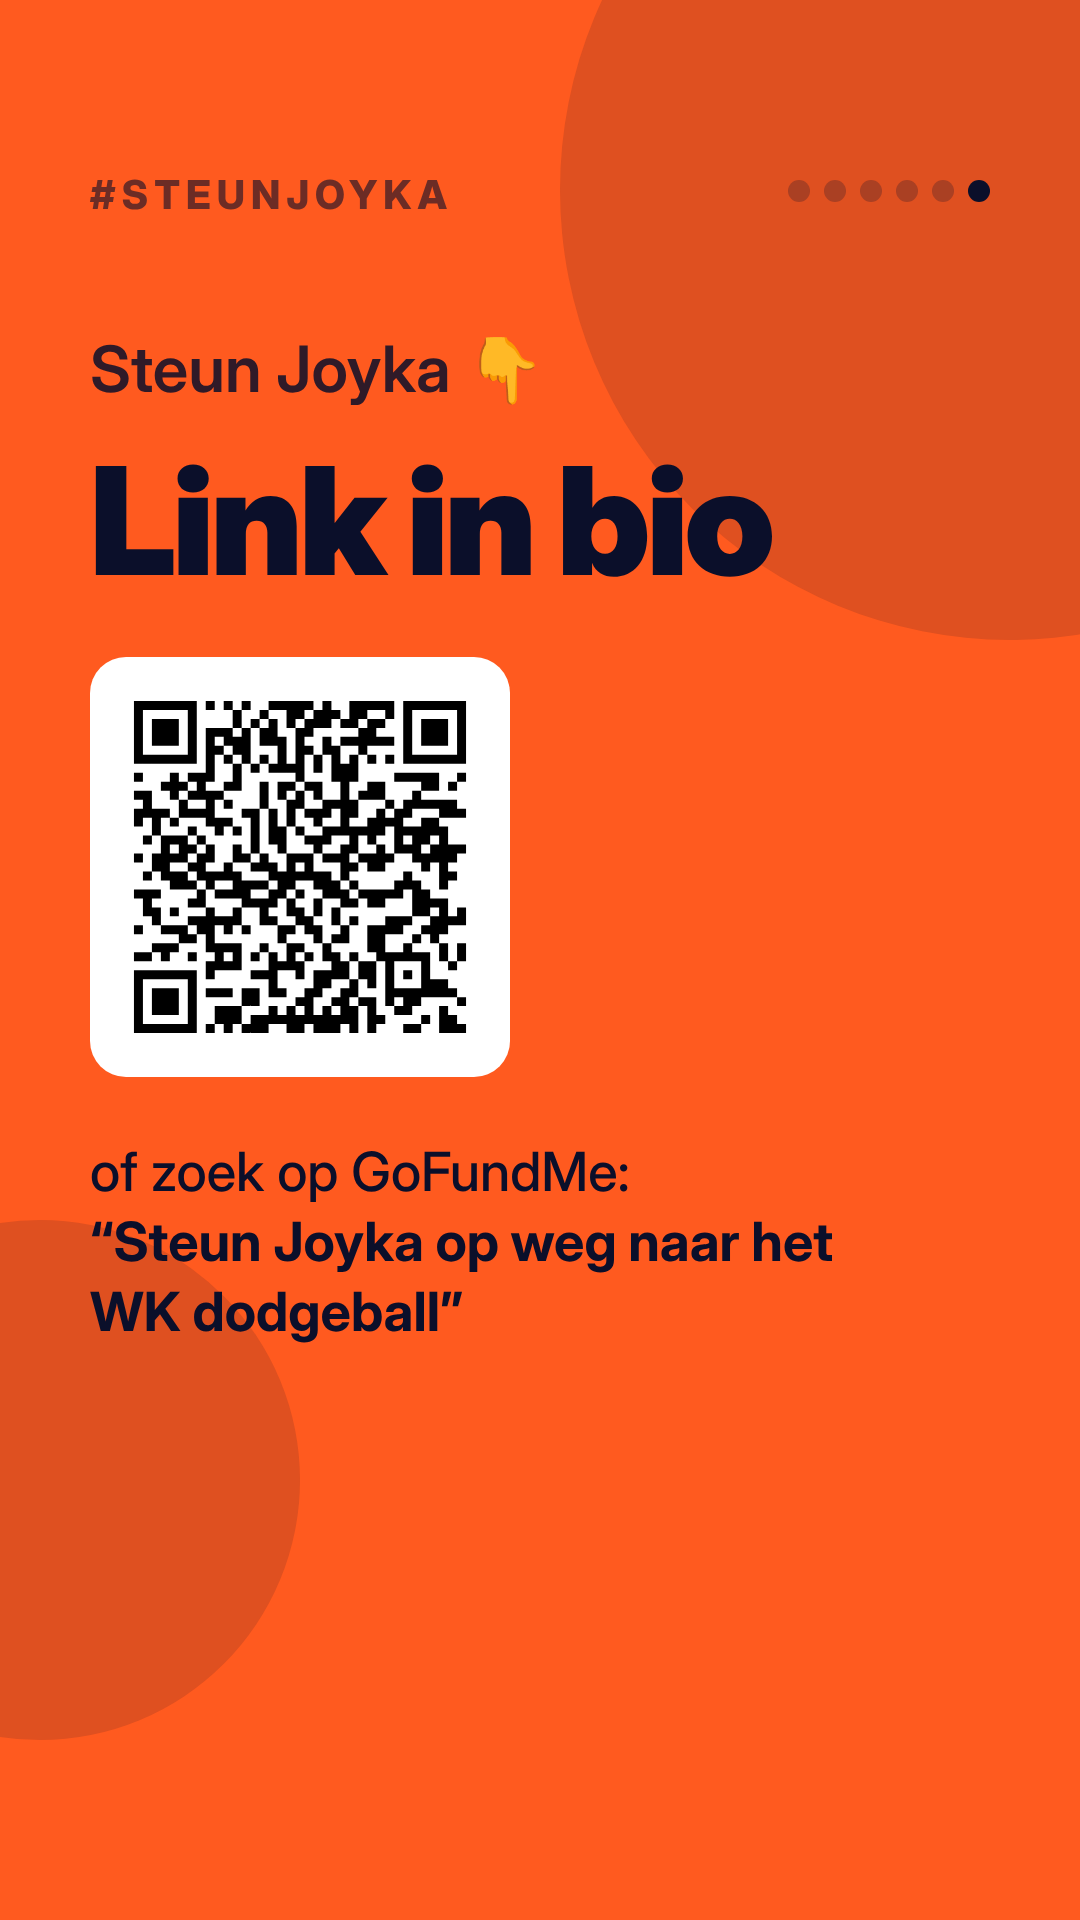 #STEUNJOYKA
Steun Joyka 👇
Link in bio
of zoek op GoFundMe:
“Steun Joyka op weg naar het
WK dodgeball”